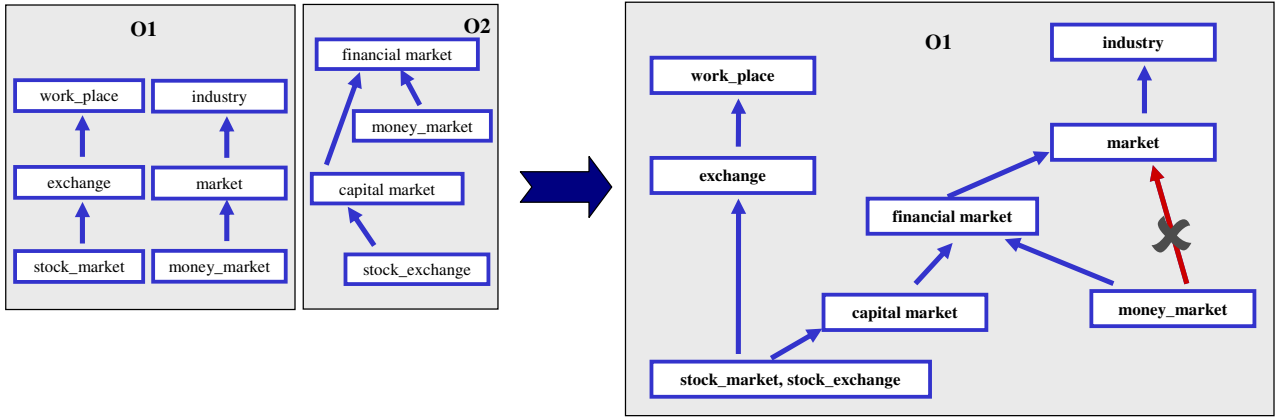 O1
work_place
industry
exchange
market
stock_market
money_market
O2
financial market
money_market
capital market
stock_exchange
O1
industry
work_place
market
exchange
financial market
capital market
money_market
stock_market, stock_exchange